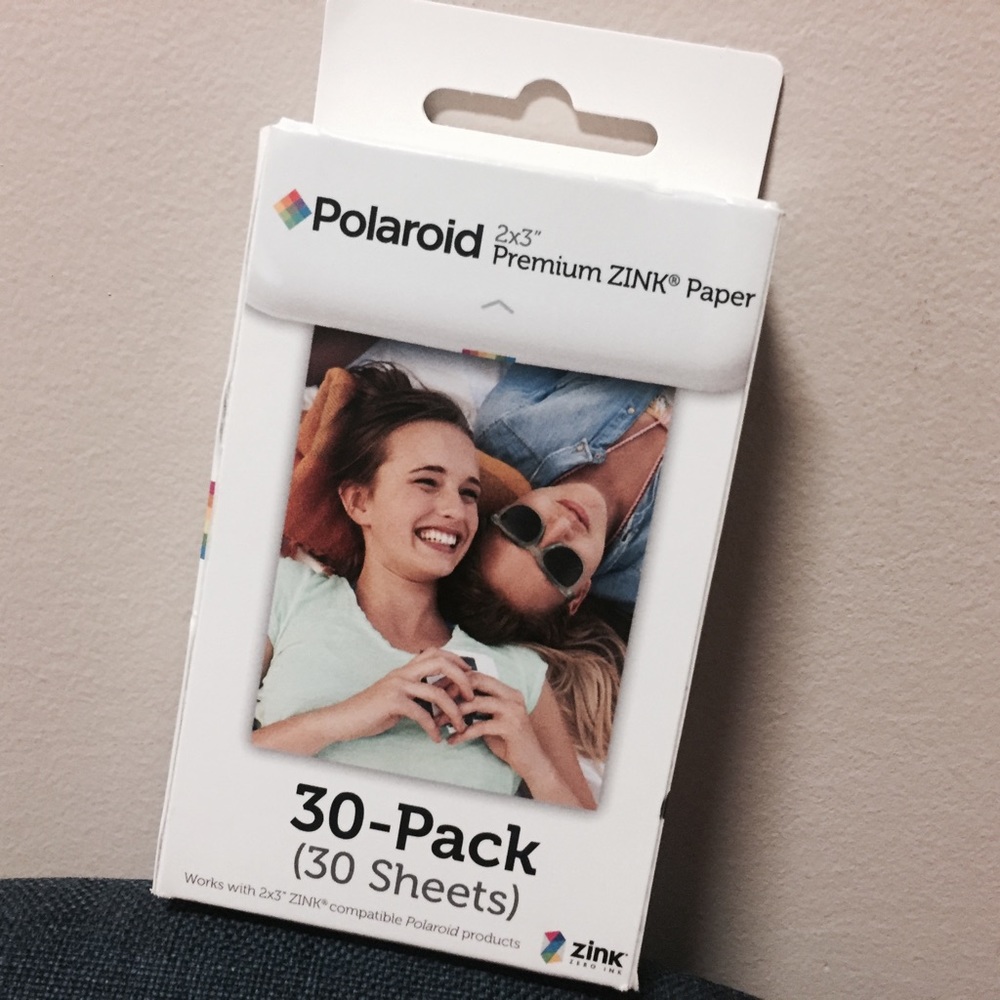 Polaroid 2x3"
Premium ZINK® Paper
30-Pack
(30 Sheets)
Works with 2x3" ZINK® compatible Polaroid products
zink
ZERO INK